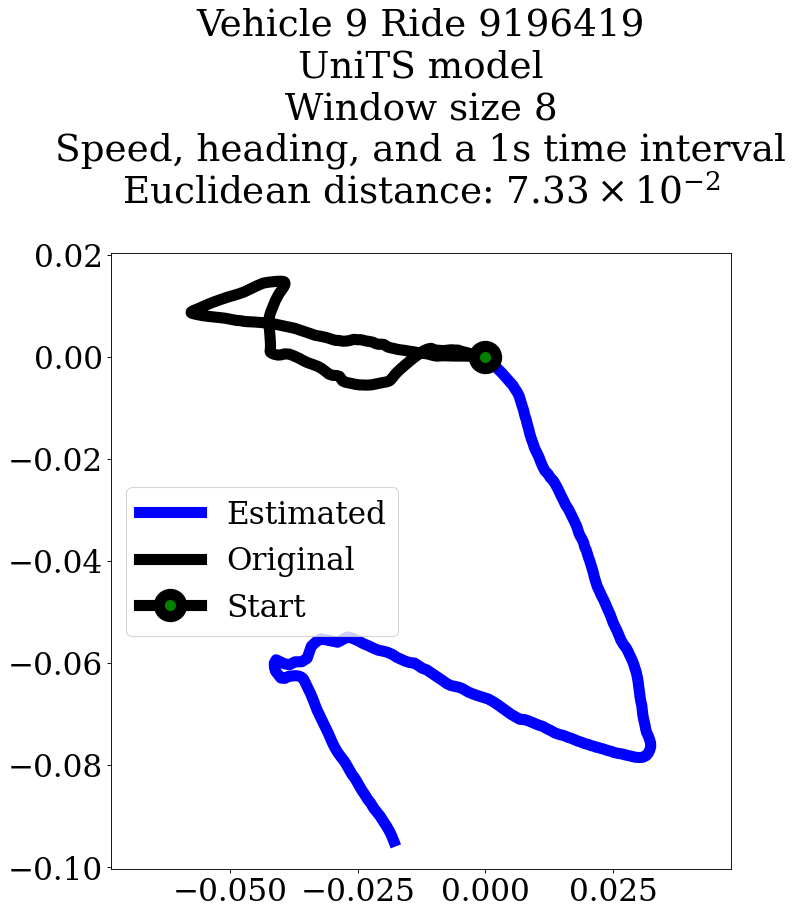 Vehicle 9 Ride 9196419
UniTS model
Window size 8
Speed, heading, and a 1s time interval
Euclidean distance: 7.33 × 10⁻²
0.02
0.00
−0.02
−0.04
−0.06
−0.08
−0.10
Estimated
Original
Start
−0.050
−0.025
0.000
0.025